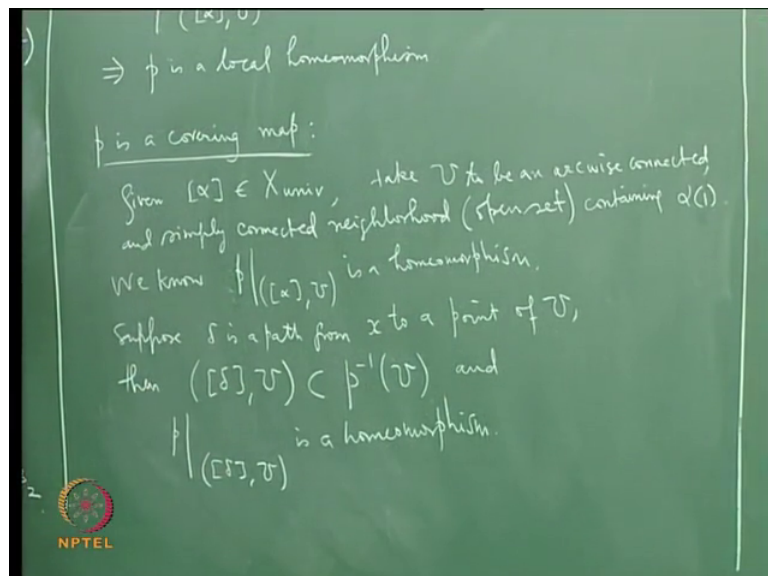 p|([α], U)
⇒ p is a local homeomorphism
p is a covering map:
Given [α] ∈ Xuniv, take U to be an arcwise connected,
and simply connected neighborhood (open set) containing α(1).
We know p|([α], U) is a homeomorphism.
Suppose δ is a path from x to a point of U,
then ([δ], U) ⊂ p⁻¹(U) and
p|([δ], U) is a homeomorphism.
2
NPTEL